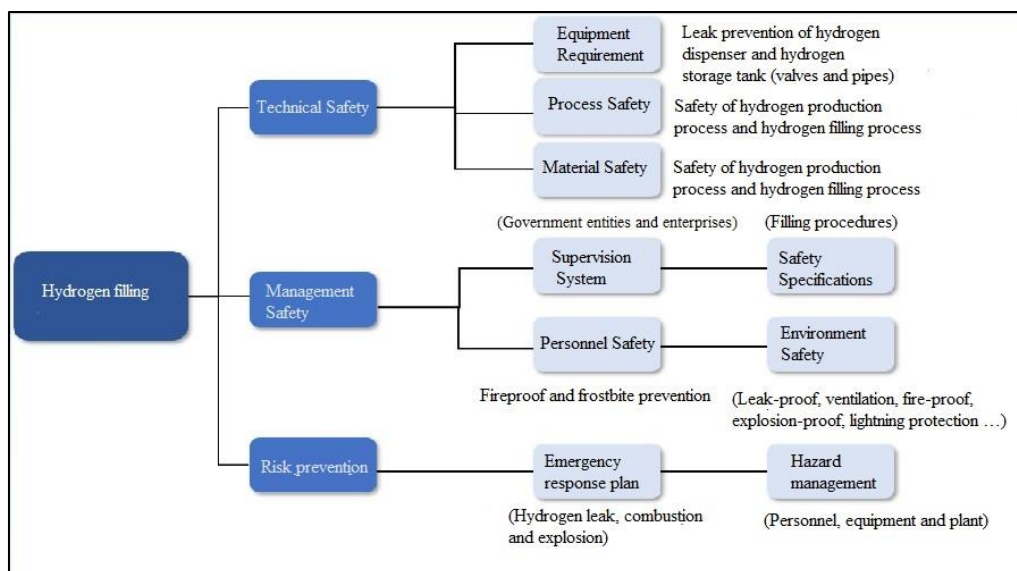 Hydrogen filling
Technical Safety
Equipment
Requirement
Leak prevention of hydrogen
dispenser and hydrogen
storage tank (valves and pipes)
Process Safety
Safety of hydrogen production
process and hydrogen filling process
Material Safety
Safety of hydrogen production
process and hydrogen filling process
Management
Safety
(Government entities and enterprises)
(Filling procedures)
Supervision
System
Safety
Specifications
Personnel Safety
Environment
Safety
Fireproof and frostbite prevention
(Leak-proof, ventilation, fire-proof,
explosion-proof, lightning protection …)
Risk prevention
Emergency
response plan
Hazard
management
(Hydrogen leak, combustion
and explosion)
(Personnel, equipment and plant)